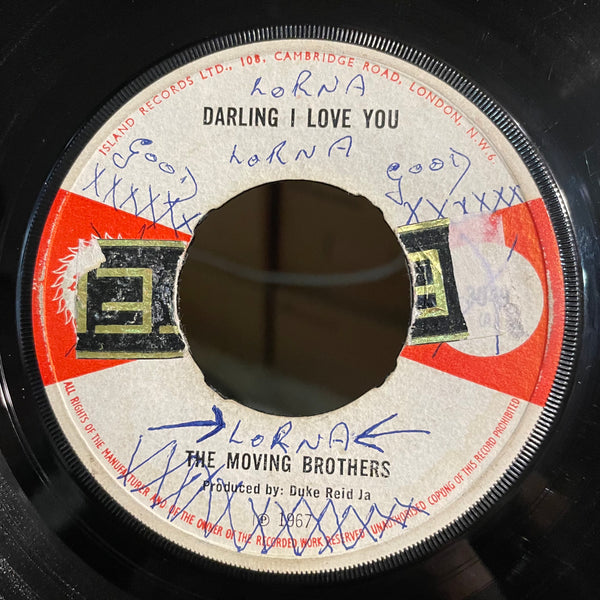 ISLAND RECORDS LTD., 108, CAMBRIDGE ROAD, LONDON, N.W.6.
LORNA
DARLING I LOVE YOU
LORNA
good good
XXXXXX XXXXXX
LORNA
THE MOVING BROTHERS
Produced by: Duke Reid Ja
℗ 1967
ALL RIGHTS OF THE MANUFACTURER AND OF THE OWNER OF THE RECORDED WORK RESERVED UNAUTHORISED COPYING OF THIS RECORD PROHIBITED